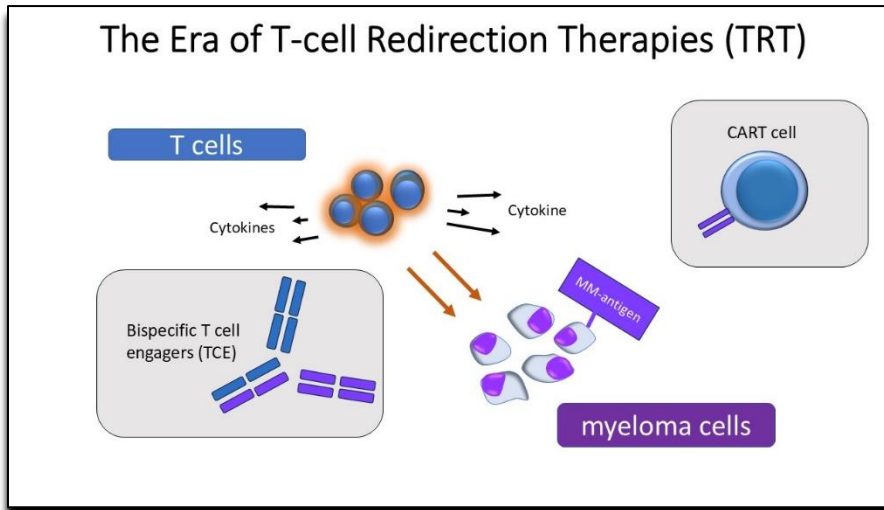 The Era of T-cell Redirection Therapies (TRT)
T cells
CART cell
Cytokines
Cytokine
MM-antigen
Bispecific T cell
engagers (TCE)
myeloma cells